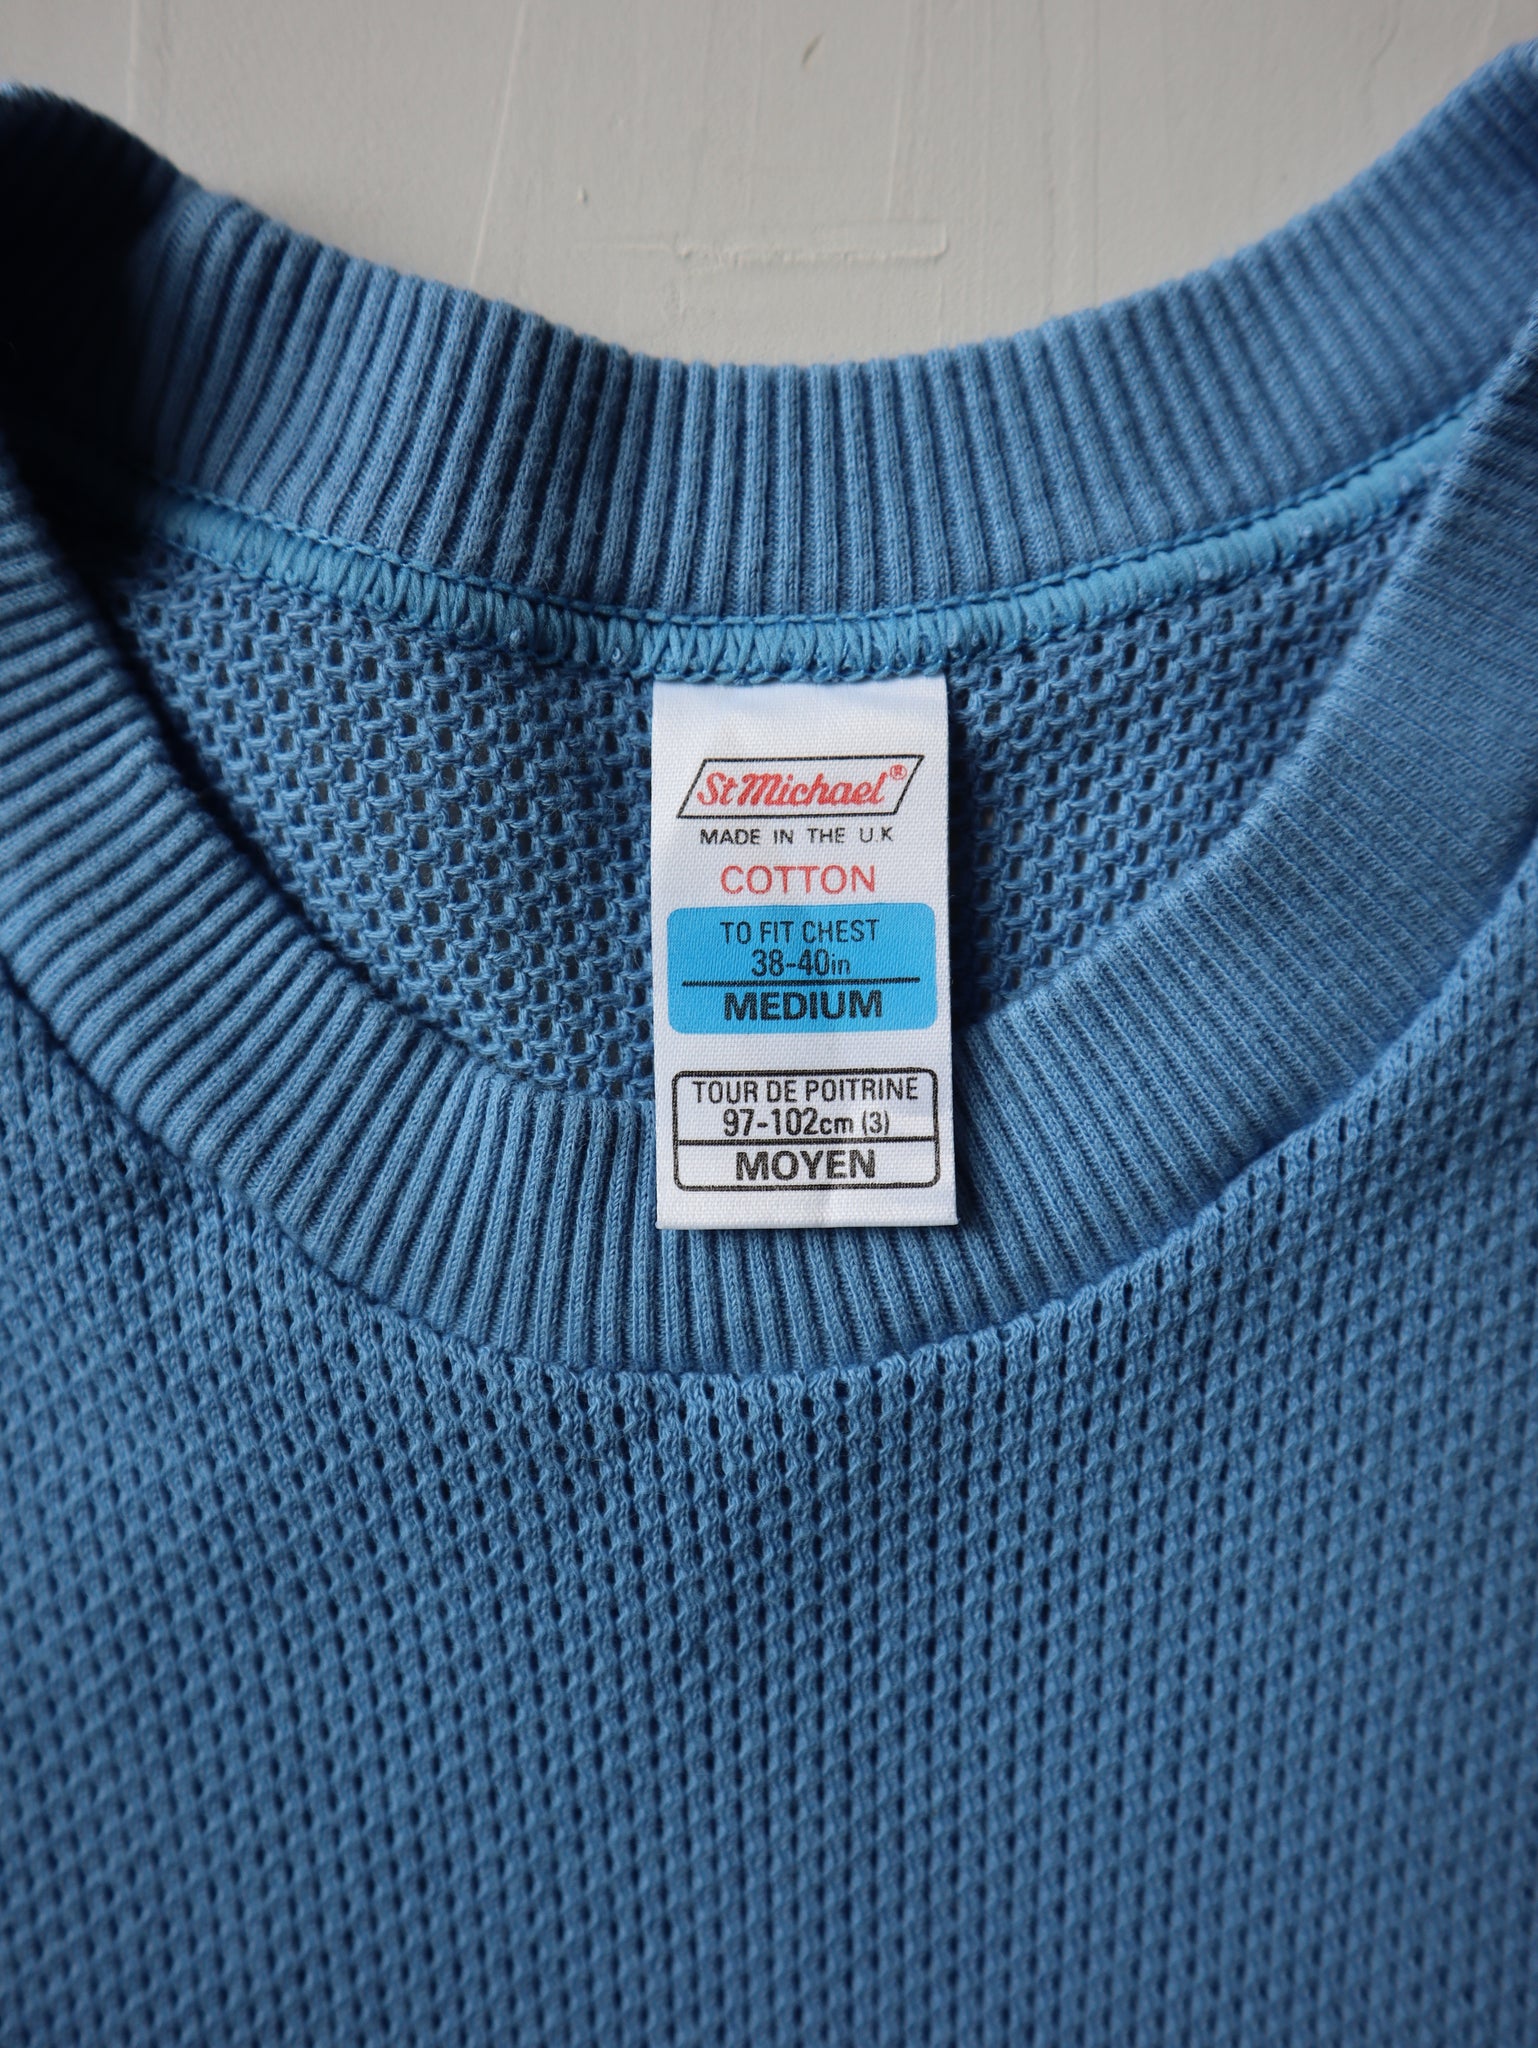 St Michael®
MADE IN THE U.K
COTTON
TO FIT CHEST
38-40in
MEDIUM
TOUR DE POITRINE
97-102cm (3)
MOYEN